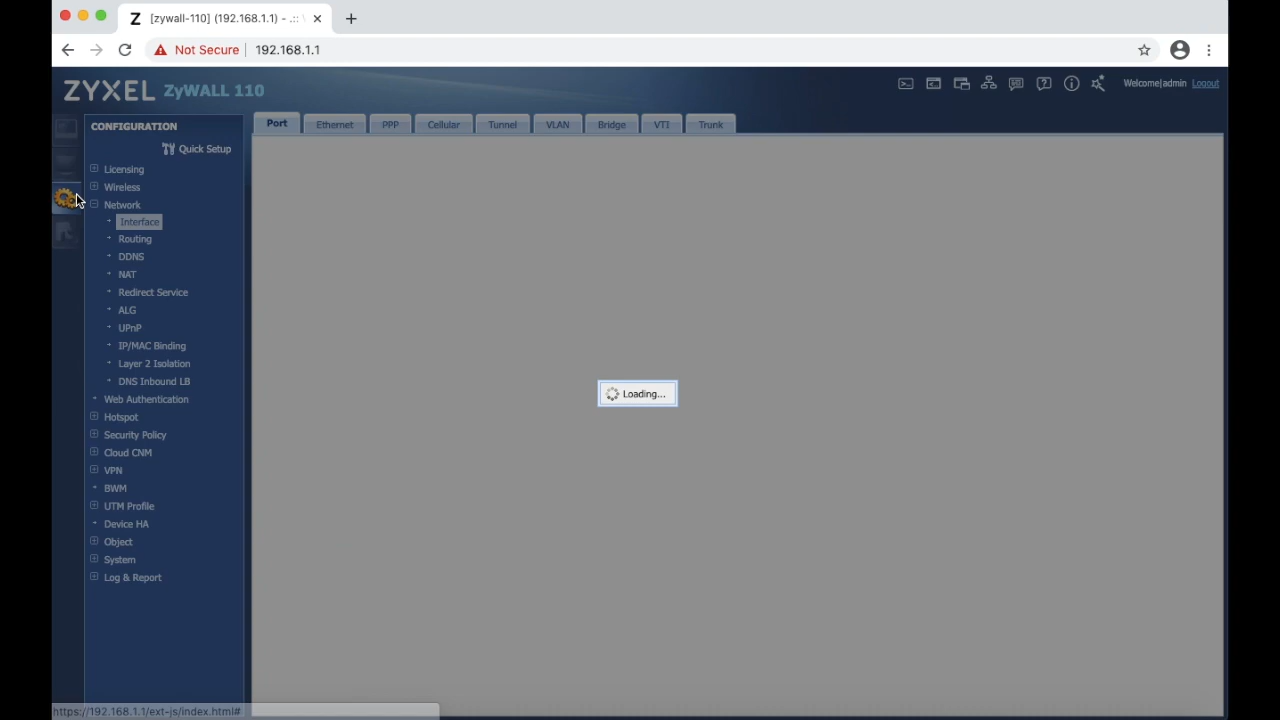 Z [zywall-110] (192.168.1.1) - .::
Not Secure 192.168.1.1
ZYXEL ZyWALL 110
Welcome|admin Logout
CONFIGURATION
Port Ethernet PPP Cellular Tunnel VLAN Bridge VTI Trunk
Quick Setup
Licensing
Wireless
Network
Interface
Routing
DDNS
NAT
Redirect Service
ALG
UPnP
IP/MAC Binding
Layer 2 Isolation
DNS Inbound LB
Web Authentication
Hotspot
Security Policy
Cloud CNM
VPN
BWM
UTM Profile
Device HA
Object
System
Log & Report
Loading...
https://192.168.1.1/ext-js/index.html#